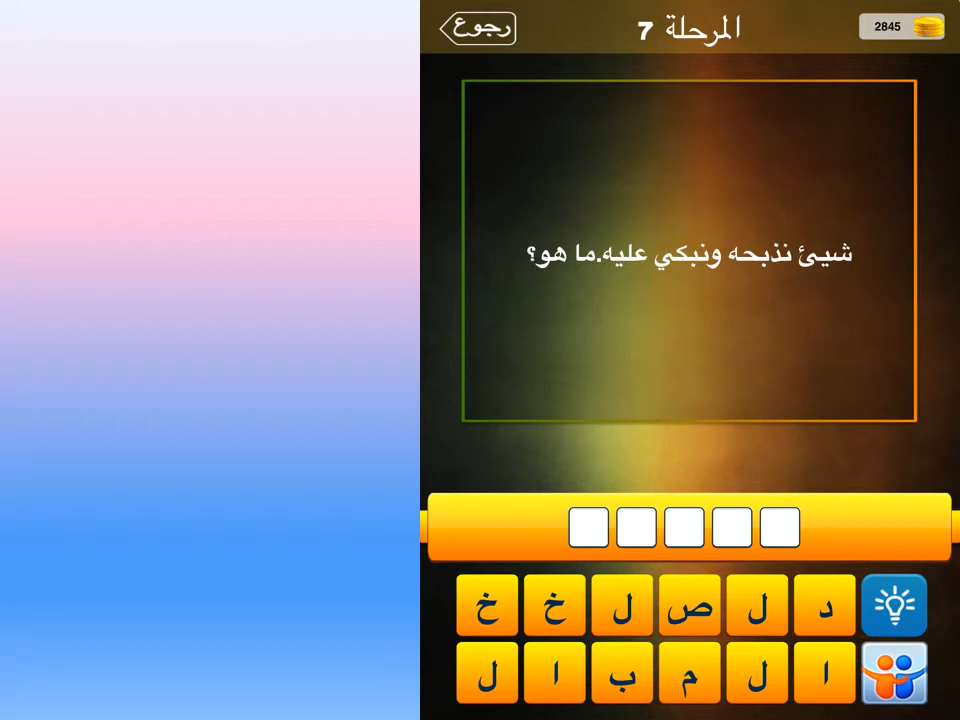 رجوع
المرحلة 7
2845
شيئ نذبحه ونبكي عليه.ما هو؟
د ل ص ل خ خ
ا ل م ب ا ل